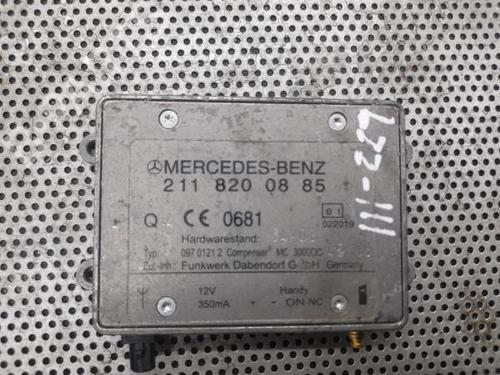 MERCEDES-BENZ
211 820 08 85
Q CE 0681
e1
022019
Hardwarestand:
Typ: 097 0121 2 Compenser MC 3000DC
Zul.-Inh.: Funkwerk Dabendorf GmbH, Germany
12V Handy
350mA + - ON NC
L33-111